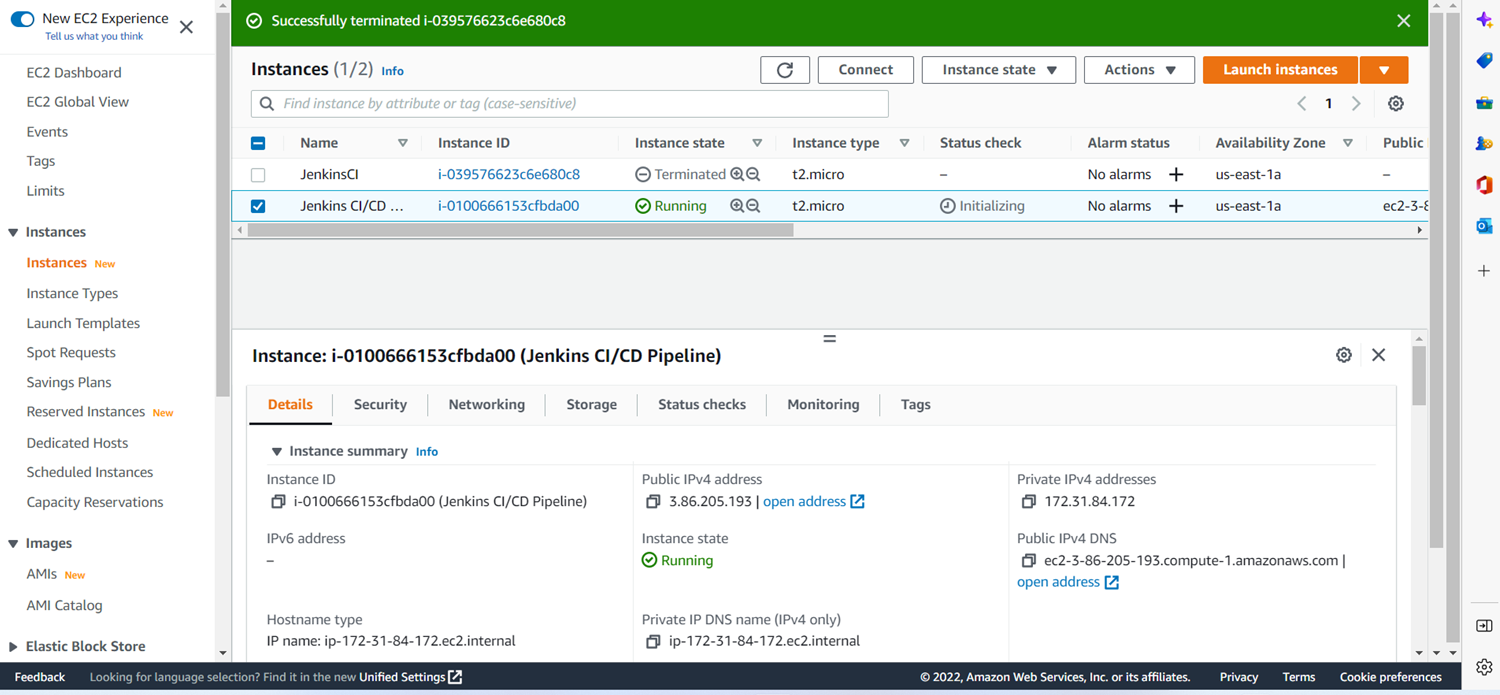 New EC2 Experience
Tell us what you think
EC2 Dashboard
EC2 Global View
Events
Tags
Limits
Instances
Instances New
Instance Types
Launch Templates
Spot Requests
Savings Plans
Reserved Instances New
Dedicated Hosts
Scheduled Instances
Capacity Reservations
Images
AMIs New
AMI Catalog
Elastic Block Store
Successfully terminated i-039576623c6e680c8
Instances (1/2) Info
Connect
Instance state
Actions
Launch instances
Find instance by attribute or tag (case-sensitive)
1
Name Instance ID Instance state Instance type Status check Alarm status Availability Zone Public
JenkinsCI i-039576623c6e680c8 Terminated t2.micro – No alarms us-east-1a –
Jenkins CI/CD ... i-0100666153cfbda00 Running t2.micro Initializing No alarms us-east-1a ec2-3-8
Instance: i-0100666153cfbda00 (Jenkins CI/CD Pipeline)
Details Security Networking Storage Status checks Monitoring Tags
Instance summary Info
Instance ID
i-0100666153cfbda00 (Jenkins CI/CD Pipeline)
Public IPv4 address
3.86.205.193 | open address
Private IPv4 addresses
172.31.84.172
IPv6 address
–
Instance state
Running
Public IPv4 DNS
ec2-3-86-205-193.compute-1.amazonaws.com |
open address
Hostname type
IP name: ip-172-31-84-172.ec2.internal
Private IP DNS name (IPv4 only)
ip-172-31-84-172.ec2.internal
Feedback Looking for language selection? Find it in the new Unified Settings © 2022, Amazon Web Services, Inc. or its affiliates. Privacy Terms Cookie preferences